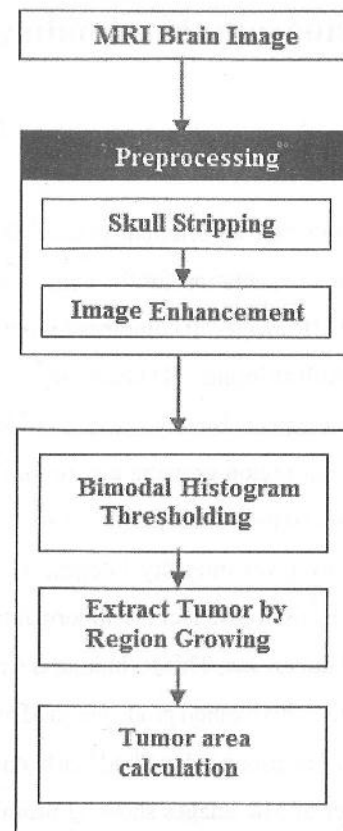 MRI Brain Image
Preprocessing
Skull Stripping
Image Enhancement
Bimodal Histogram
Thresholding
Extract Tumor by
Region Growing
Tumor area
calculation